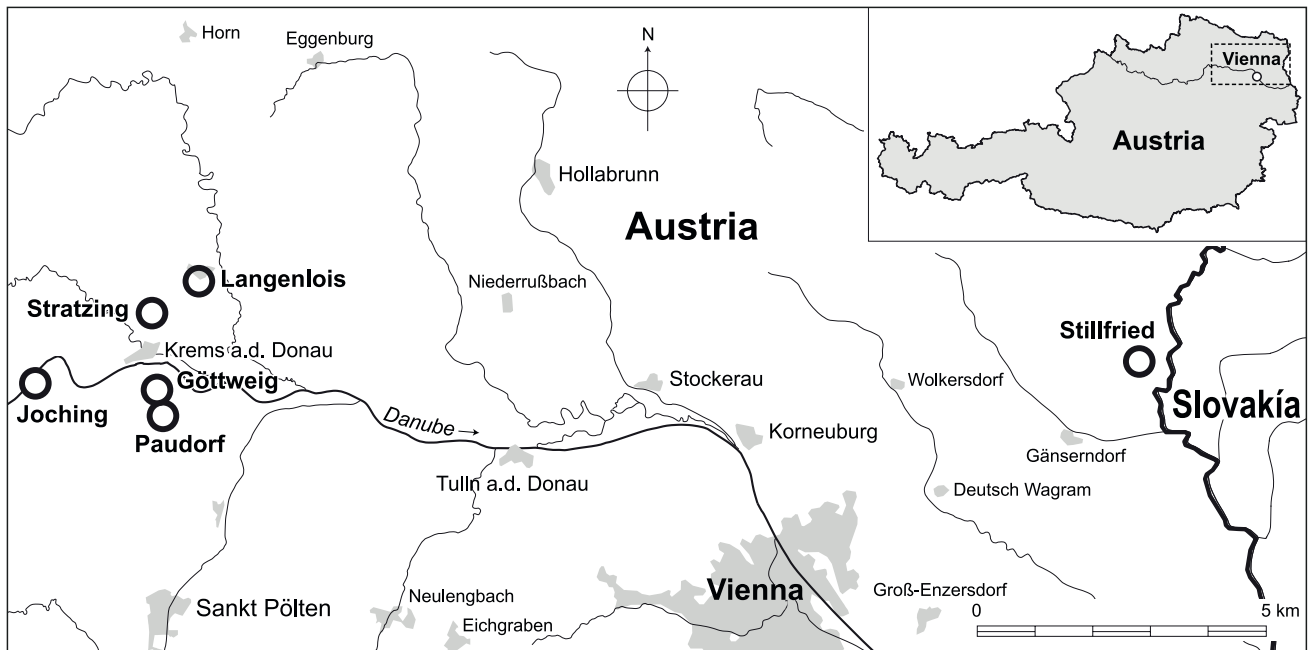 Horn
Eggenburg
N
Vienna
Austria
Hollabrunn
Austria
Langenlois
Niederrußbach
Stratzing
Stillfried
Krems a.d. Donau
Göttweig
Stockerau
Wolkersdorf
Joching
Slovakía
Paudorf
Danube →
Korneuburg
Gänserndorf
Tulln a.d. Donau
Deutsch Wagram
Vienna
Groß-Enzersdorf
Neulengbach
Sankt Pölten
0 5 km
Eichgraben